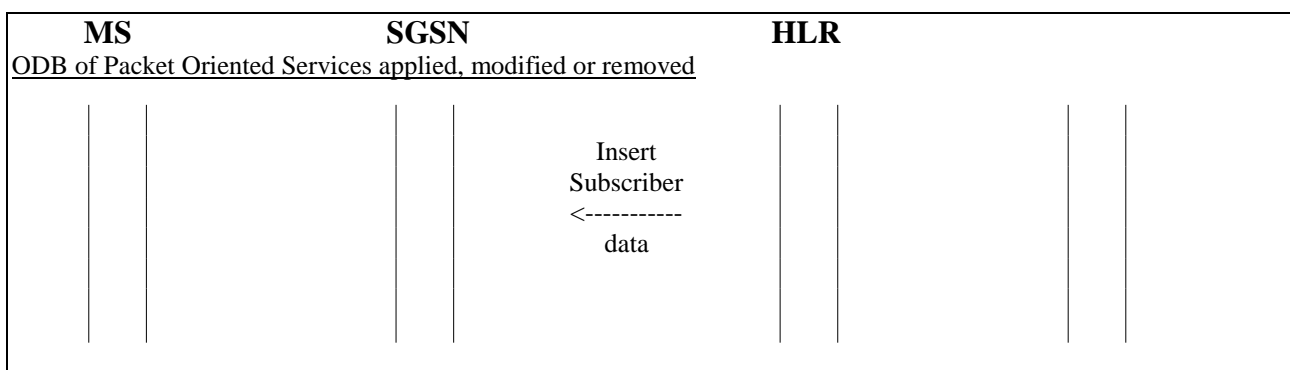 MS SGSN HLR
ODB of Packet Oriented Services applied, modified or removed
Insert
Subscriber
<-----------
data